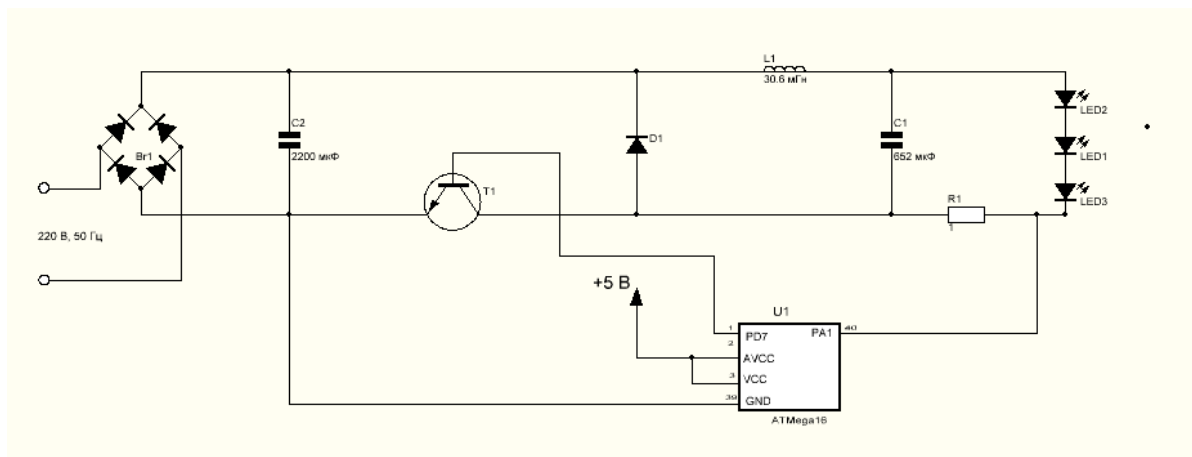 L1
30.6 мГн
C2
2200 мкФ
Br1
D1
C1
652 мкФ
LED2
LED1
LED3
T1
R1
1
220 В, 50 Гц
+5 В
U1
1
PD7
PA1
40
2
AVCC
3
VCC
39
GND
ATMega16